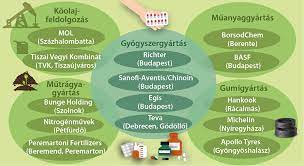 Kőolaj-
feldolgozás
MOL
(Százhalombatta)
Tiszai Vegyi Kombinát
(TVK, Tiszaújváros)
Műtrágya-
gyártás
Bunge Holding
(Szolnok)
Nitrogénművek
(Pétfürdő)
Peremartoni Fertilizers
(Beremend, Peremarton)
Gyógyszergyártás
Richter
(Budapest)
Sanofi-Aventis/Chinoin
(Budapest)
Egis
(Budapest)
Teva
(Debrecen, Gödöllő)
Műanyaggyártás
BorsodChem
(Berente)
BASF
(Budapest)
Gumigyártás
Hankook
(Rácalmás)
Michelin
(Nyíregyháza)
Apollo Tyres
(Gyöngyöshalász)